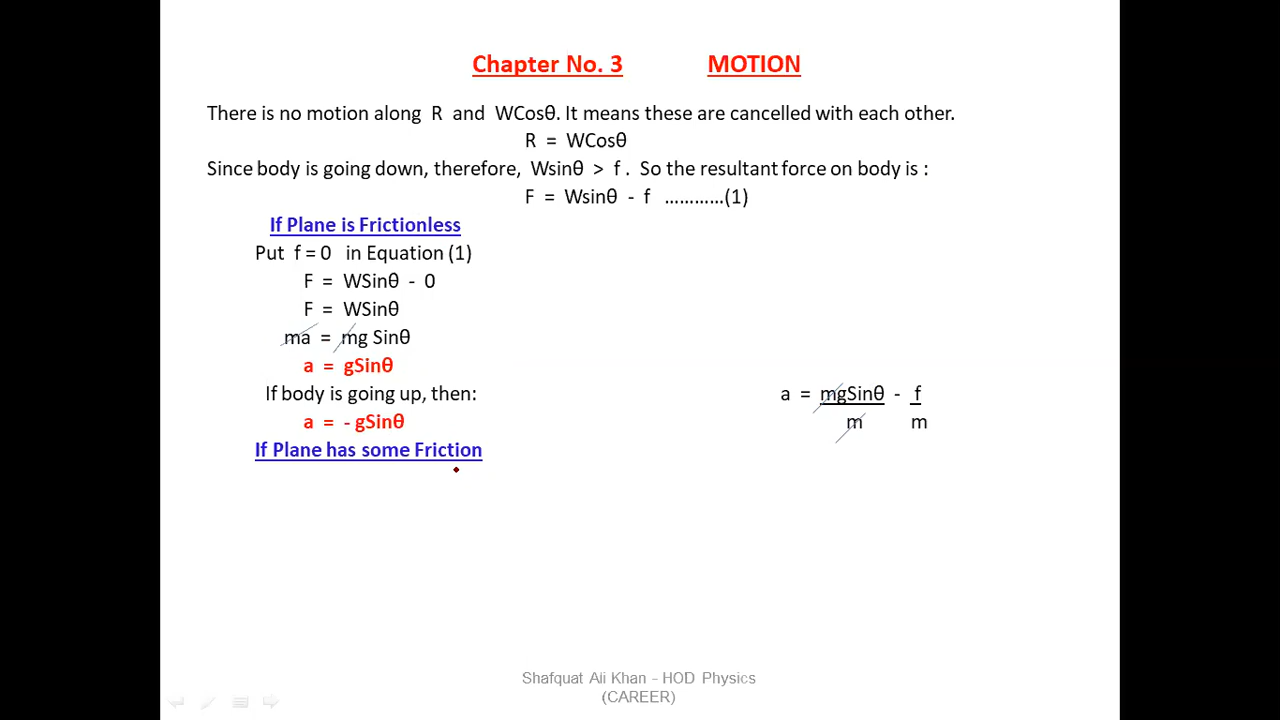 Chapter No. 3 MOTION
There is no motion along R and WCosθ. It means these are cancelled with each other.
R = WCosθ
Since body is going down, therefore, Wsinθ > f . So the resultant force on body is :
F = Wsinθ - f …………(1)
If Plane is Frictionless
Put f = 0 in Equation (1)
F = WSinθ - 0
F = WSinθ
ma = mg Sinθ
a = gSinθ
If body is going up, then:
a = - gSinθ
If Plane has some Friction
a = mgSinθ - f
m m
Shafquat Ali Khan - HOD Physics
(CAREER)